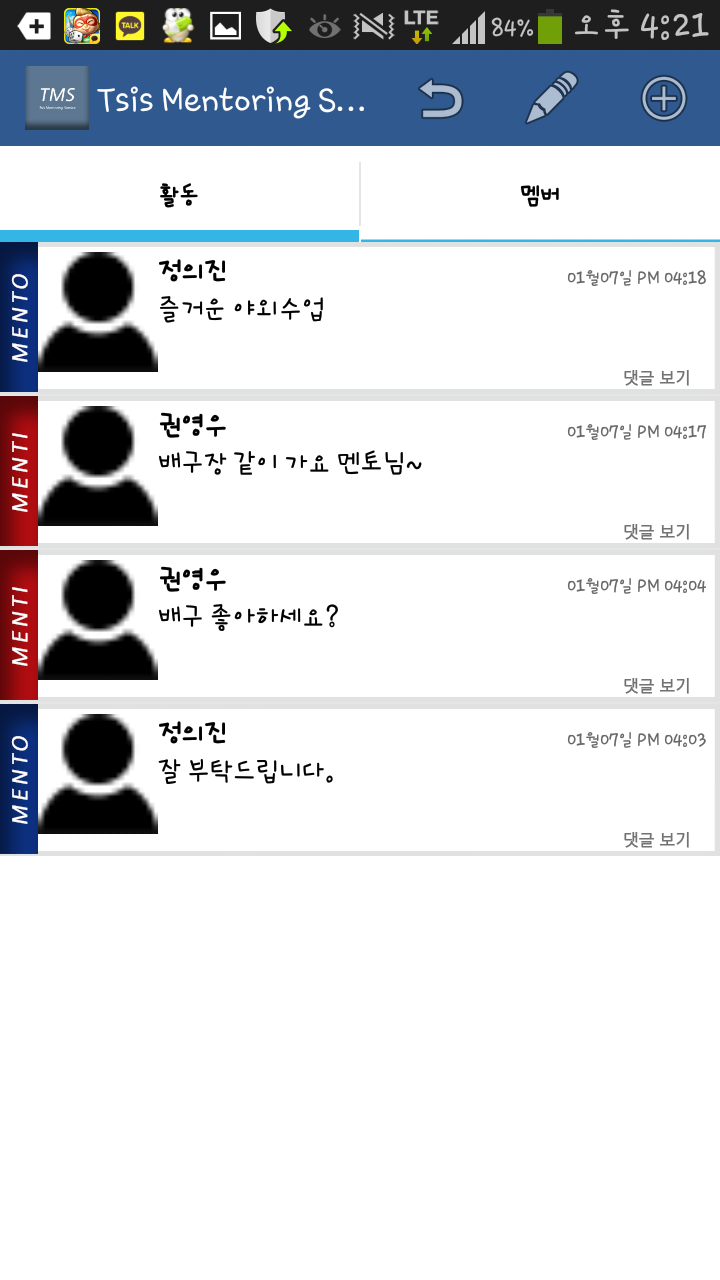 TALK
LTE
84%
오후 4:21
TMS
Tsis Mentoring S...
활동
멤버
MENTO
정의진
01월07일 PM 04:18
즐거운 야외수업
댓글 보기
MENTI
권영우
01월07일 PM 04:17
배구장 같이가요 멘토님~
댓글 보기
MENTI
권영우
01월07일 PM 04:04
배구 좋아하세요?
댓글 보기
MENTO
정의진
01월07일 PM 04:03
잘 부탁드립니다.
댓글 보기